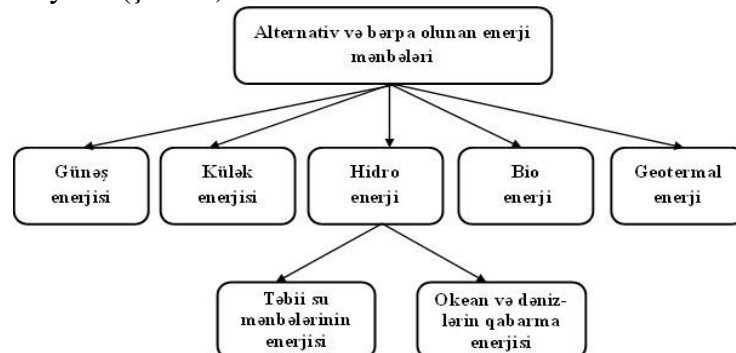 Alternativ və bərpa olunan enerji
mənbələri
Günəş
enerjisi
Külək
enerjisi
Hidro
enerji
Bio
enerji
Geotermal
enerji
Təbii su
mənbələrinin
enerjisi
Okean və dəniz-
lərin qabarma
enerjisi